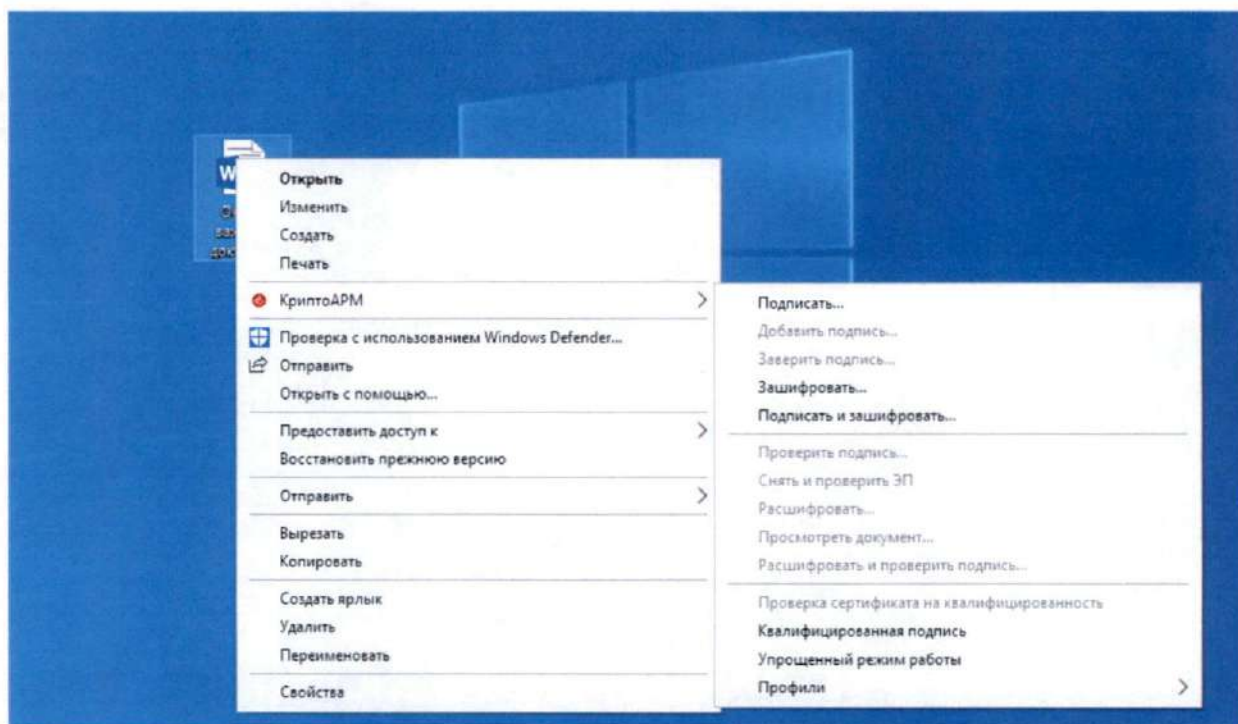 W
Открыть
Изменить
Создать
Печать
КриптоАРМ
Проверка с использованием Windows Defender...
Отправить
Открыть с помощью...
Предоставить доступ к
Восстановить прежнюю версию
Отправить
Вырезать
Копировать
Создать ярлык
Удалить
Переименовать
Свойства
Подписать...
Добавить подпись...
Заверить подпись...
Зашифровать...
Подписать и зашифровать...
Проверить подпись...
Снять и проверить ЭП
Расшифровать...
Просмотреть документ...
Расшифровать и проверить подпись...
Проверка сертификата на квалифицированность
Квалифицированная подпись
Упрощенный режим работы
Профили